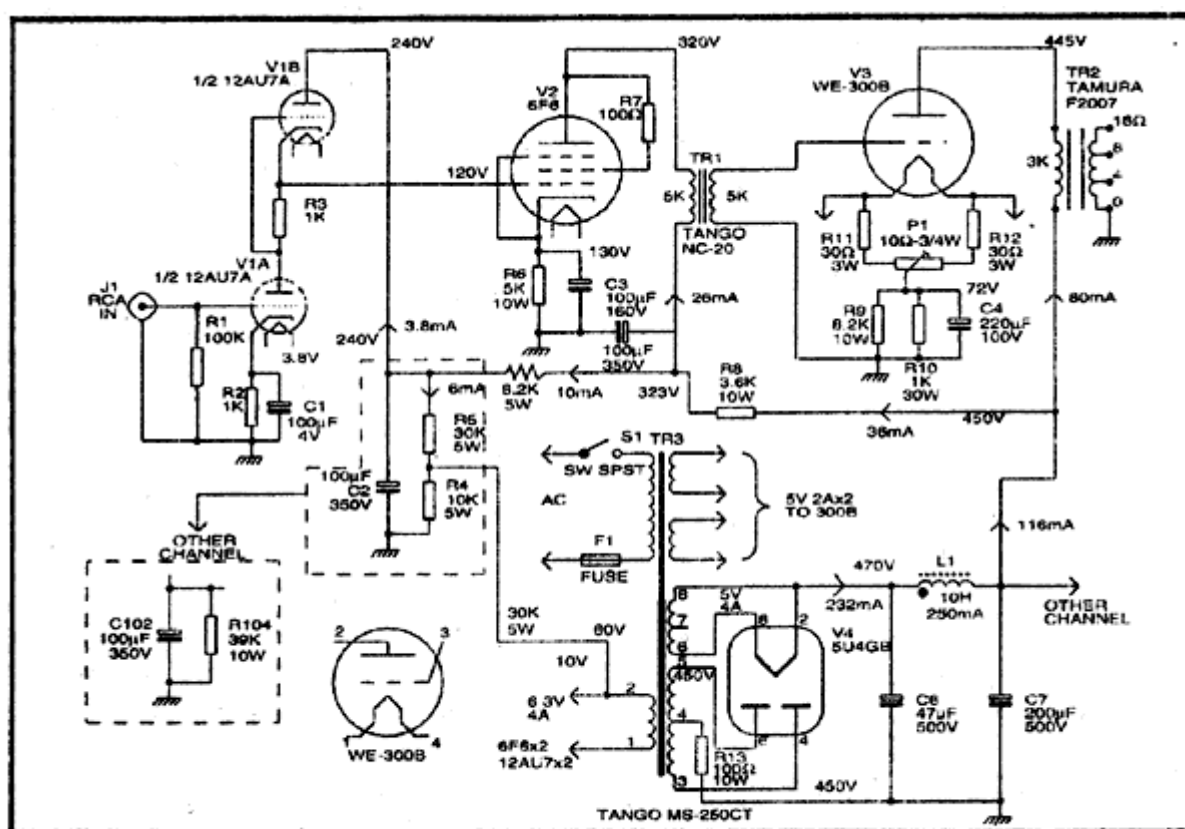 240V
320V
445V
V1B
1/2 12AU7A
V2
6F6
R7
100Ω
V3
WE-300B
TR2
TAMURA
F2007
16Ω
8
4
0
3K
120V
R3
1K
TR1
5K
5K
TANGO
NC-20
V1A
1/2 12AU7A
130V
R6
5K
10W
C3
100µF
160V
100µF
350V
26mA
R11
30Ω
3W
P1
10Ω-3/4W
R12
30Ω
3W
72V
R9
8.2K
10W
R10
1K
30W
C4
220µF
100V
80mA
J1
RCA
IN
R1
100K
3.8V
R2
1K
C1
100µF
4V
240V
3.8mA
6mA
8.2K
5W
10mA
323V
R8
3.6K
10W
36mA
450V
R5
30K
5W
100µF
C2
350V
R4
10K
5W
S1
SW SPST
TR3
AC
F1
FUSE
5V 2Ax2
TO 300B
116mA
OTHER
CHANNEL
C102
100µF
350V
R104
39K
10W
2
3
4
WE-300B
30K
5W
60V
10V
6.3V
4A
2
1
6F6x2
12AU7x2
8
7
6
5
450V
4
3
5V
4A
8
2
6
4
V4
5U4GB
R13
100Ω
10W
450V
470V
232mA
L1
10H
250mA
OTHER
CHANNEL
C6
47µF
500V
C7
200µF
500V
TANGO MS-250CT